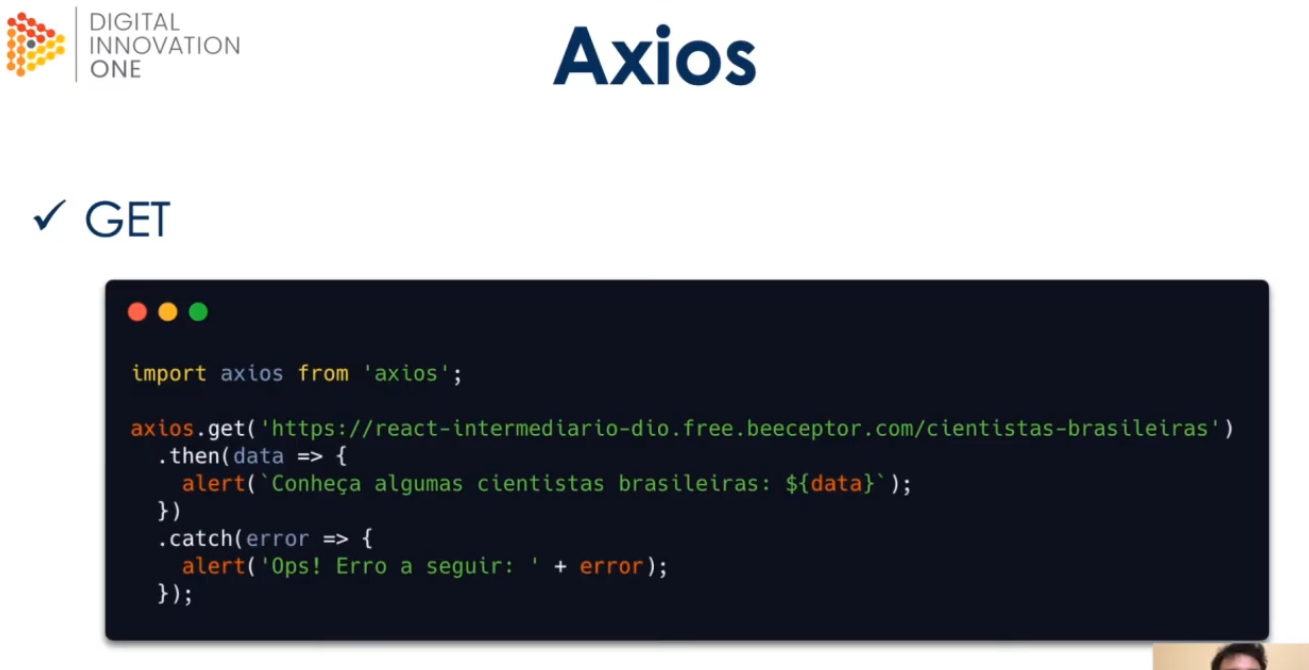 DIGITAL
INNOVATION
ONE
Axios
✓ GET
import axios from 'axios';
axios.get('https://react-intermediario-dio.free.beeceptor.com/cientistas-brasileiras')
.then(data => {
alert(`Conheça algumas cientistas brasileiras: ${data}`);
})
.catch(error => {
alert('Ops! Erro a seguir: ' + error);
});